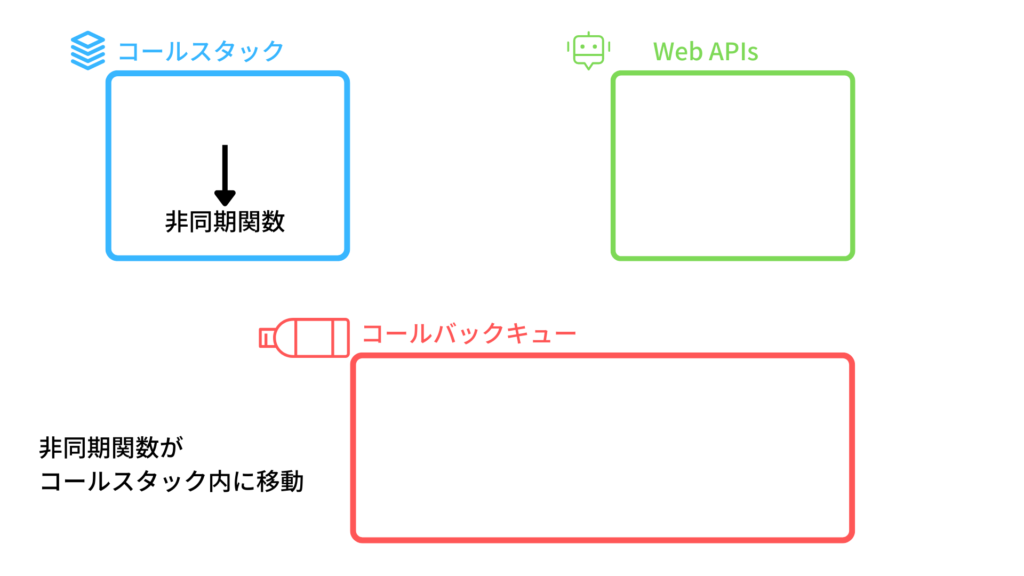 コールスタック
Web APIs
非同期関数
コールバックキュー
非同期関数が
コールスタック内に移動